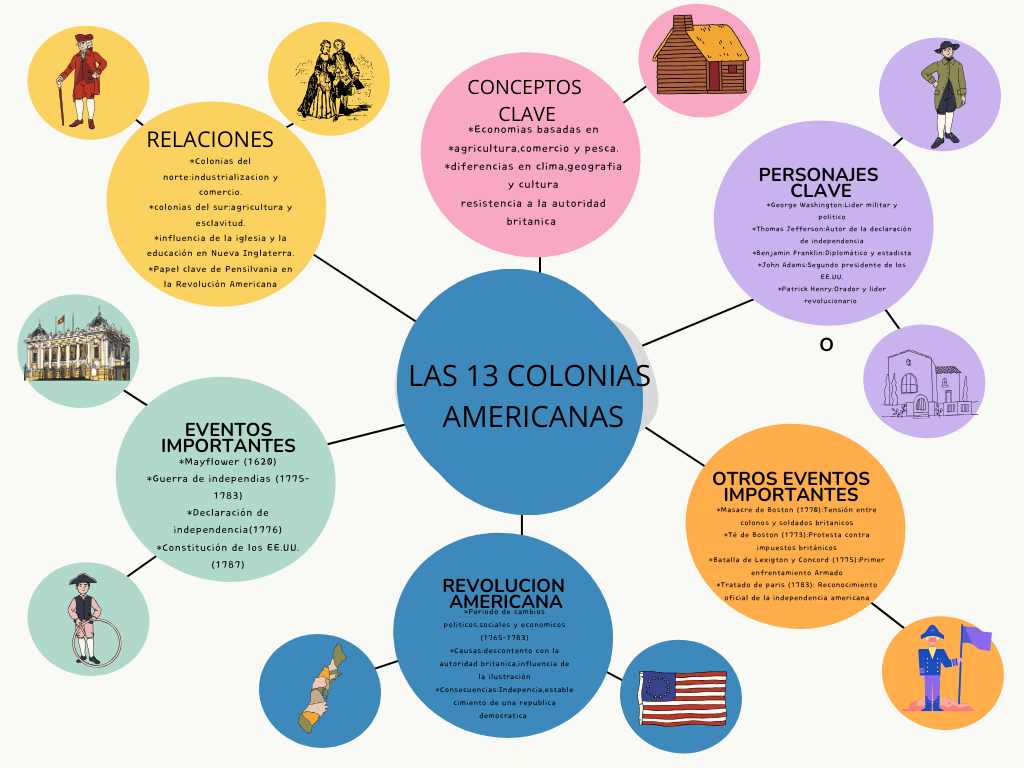 CONCEPTOS
CLAVE
*Economias basadas en
*agricultura,comercio y pesca.
*diferencias en clima,geografia
y cultura
resistencia a la autoridad
britanica
RELACIONES
*Colonias del
norte:industrializacion y
comercio.
*colonias del sur:agricultura y
esclavitud.
*influencia de la iglesia y la
educación en Nueva Inglaterra.
*Papel clave de Pensilvania en
la Revolución Americana
PERSONAJES
CLAVE
*George Washington:Lider militar y
politico
*Thomas Jefferson:Autor de la declaración
de independencia
*Benjamin Franklin:Diplomático y estadista
*John Adams:Segundo presidente de los
EE.UU.
*Patrick Henry:Orador y lider
revolucionario
O
LAS 13 COLONIAS
AMERICANAS
EVENTOS
IMPORTANTES
*Mayflower (1620)
*Guerra de independias (1775-
1783)
*Declaración de
independencia(1776)
*Constitución de los EE.UU.
(1787)
OTROS EVENTOS
IMPORTANTES
*Masacre de Boston (1770):Tensión entre
colonos y soldados britanicos
*Té de Boston (1773):Protesta contra
impuestos británicos
*Batalla de Lexigton y Concord (1775):Primer
enfrentamiento Armado
*Tratado de paris (1783): Reconocimiento
oficial de la independencia americana
REVOLUCION
AMERICANA
*Periodo de cambios
politicos,sociales y economicos
(1765-1783)
*Causas:descontento con la
autoridad britanica,influencia de
la ilustración
*Consecuencias:Indepencia,estable
cimiento de una republica
democratica